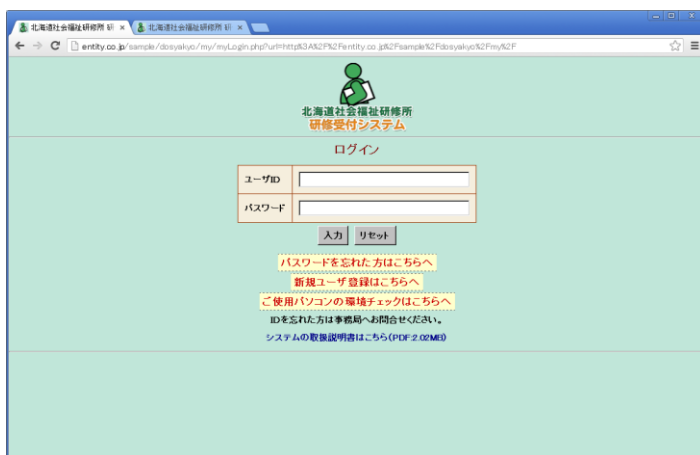 北海道社会福祉研修所 研
北海道社会福祉研修所 研
entity.co.jp/sample/dosyakyo/my/myLogin.php?url=http%3A%2F%2Fentity.co.jp%2Fsample%2Fdosyakyo%2Fmy%2F
北海道社会福祉研修所
研修受付システム
ログイン
ユーザID
パスワード
入力 リセット
パスワードを忘れた方はこちらへ
新規ユーザ登録はこちらへ
ご使用パソコンの環境チェックはこちらへ
IDを忘れた方は事務局へお問合せください。
システムの取扱説明書はこちら(PDF:2.02MB)